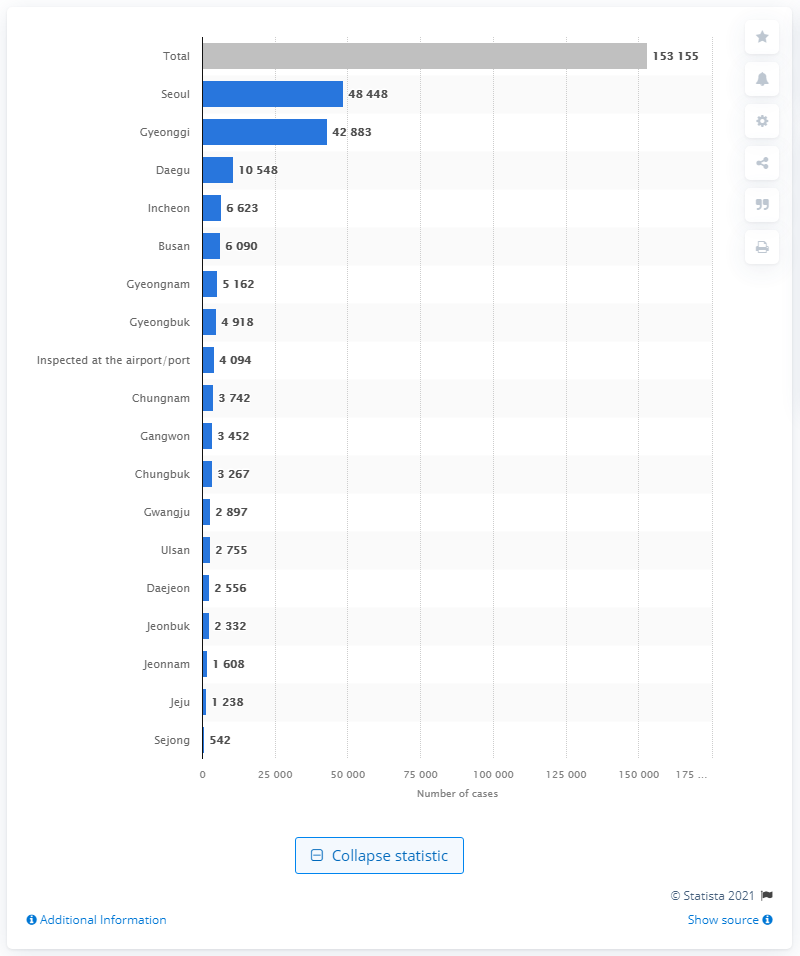 Total 153 155
Seoul 48 448
Gyeonggi 42 883
Daegu 10 548
Incheon 6 623
Busan 6 090
Gyeongnam 5 162
Gyeongbuk 4 918
Inspected at the airport/port 4 094
Chungnam 3 742
Gangwon 3 452
Chungbuk 3 267
Gwangju 2 897
Ulsan 2 755
Daejeon 2 556
Jeonbuk 2 332
Jeonnam 1 608
Jeju 1 238
Sejong 542
0 25 000 50 000 75 000 100 000 125 000 150 000 175 ...
Number of cases
Collapse statistic
© Statista 2021
Additional Information Show source